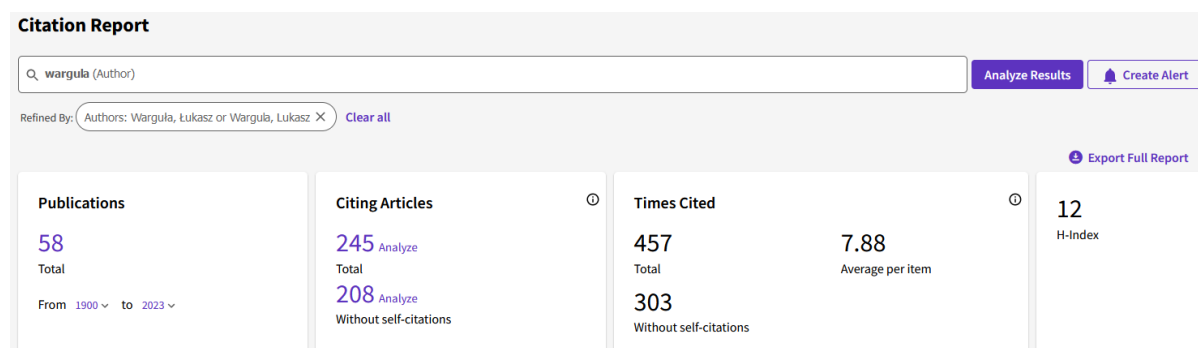 Citation Report
wargula (Author)
Analyze Results
Create Alert
Refined By:
Authors: Warguła, Łukasz or Wargula, Lukasz
Clear all
Export Full Report
Publications
58
Total
From 1900 to 2023
Citing Articles
245 Analyze
Total
208 Analyze
Without self-citations
Times Cited
457
Total
7.88
Average per item
303
Without self-citations
12
H-Index